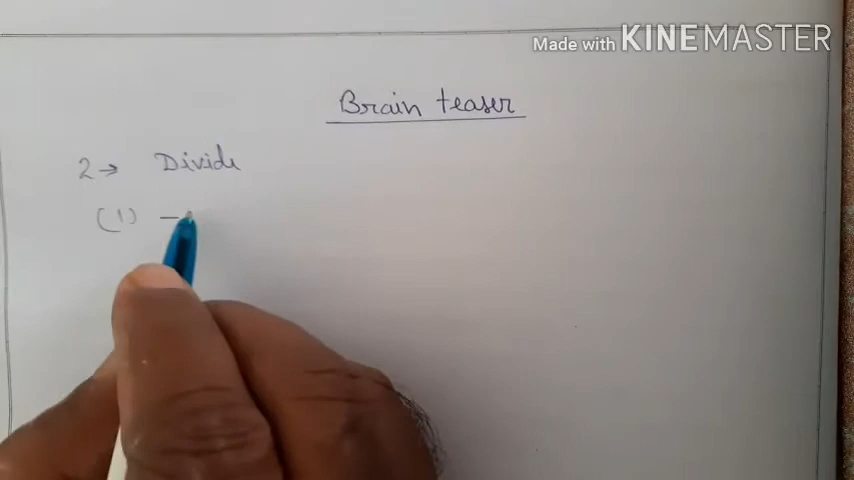 Made with KINEMASTER
Brain teaser
2→ Divide
(1) -